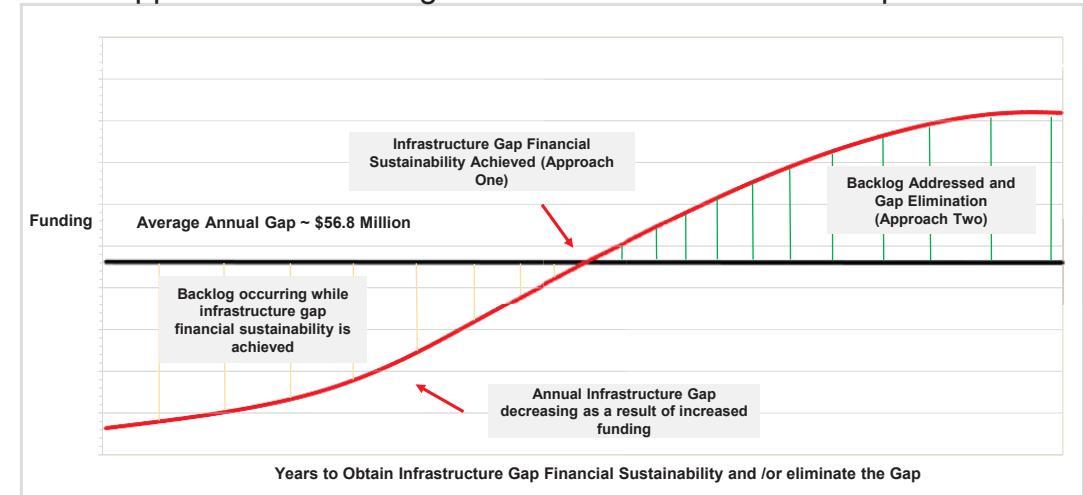 Infrastructure Gap Financial
Sustainability Achieved (Approach
One)
Backlog Addressed and
Gap Elimination
(Approach Two)
Funding
Average Annual Gap ~ $56.8 Million
Backlog occurring while
infrastructure gap
financial sustainability is
achieved
Annual Infrastructure Gap
decreasing as a result of increased
funding
Years to Obtain Infrastructure Gap Financial Sustainability and /or eliminate the Gap